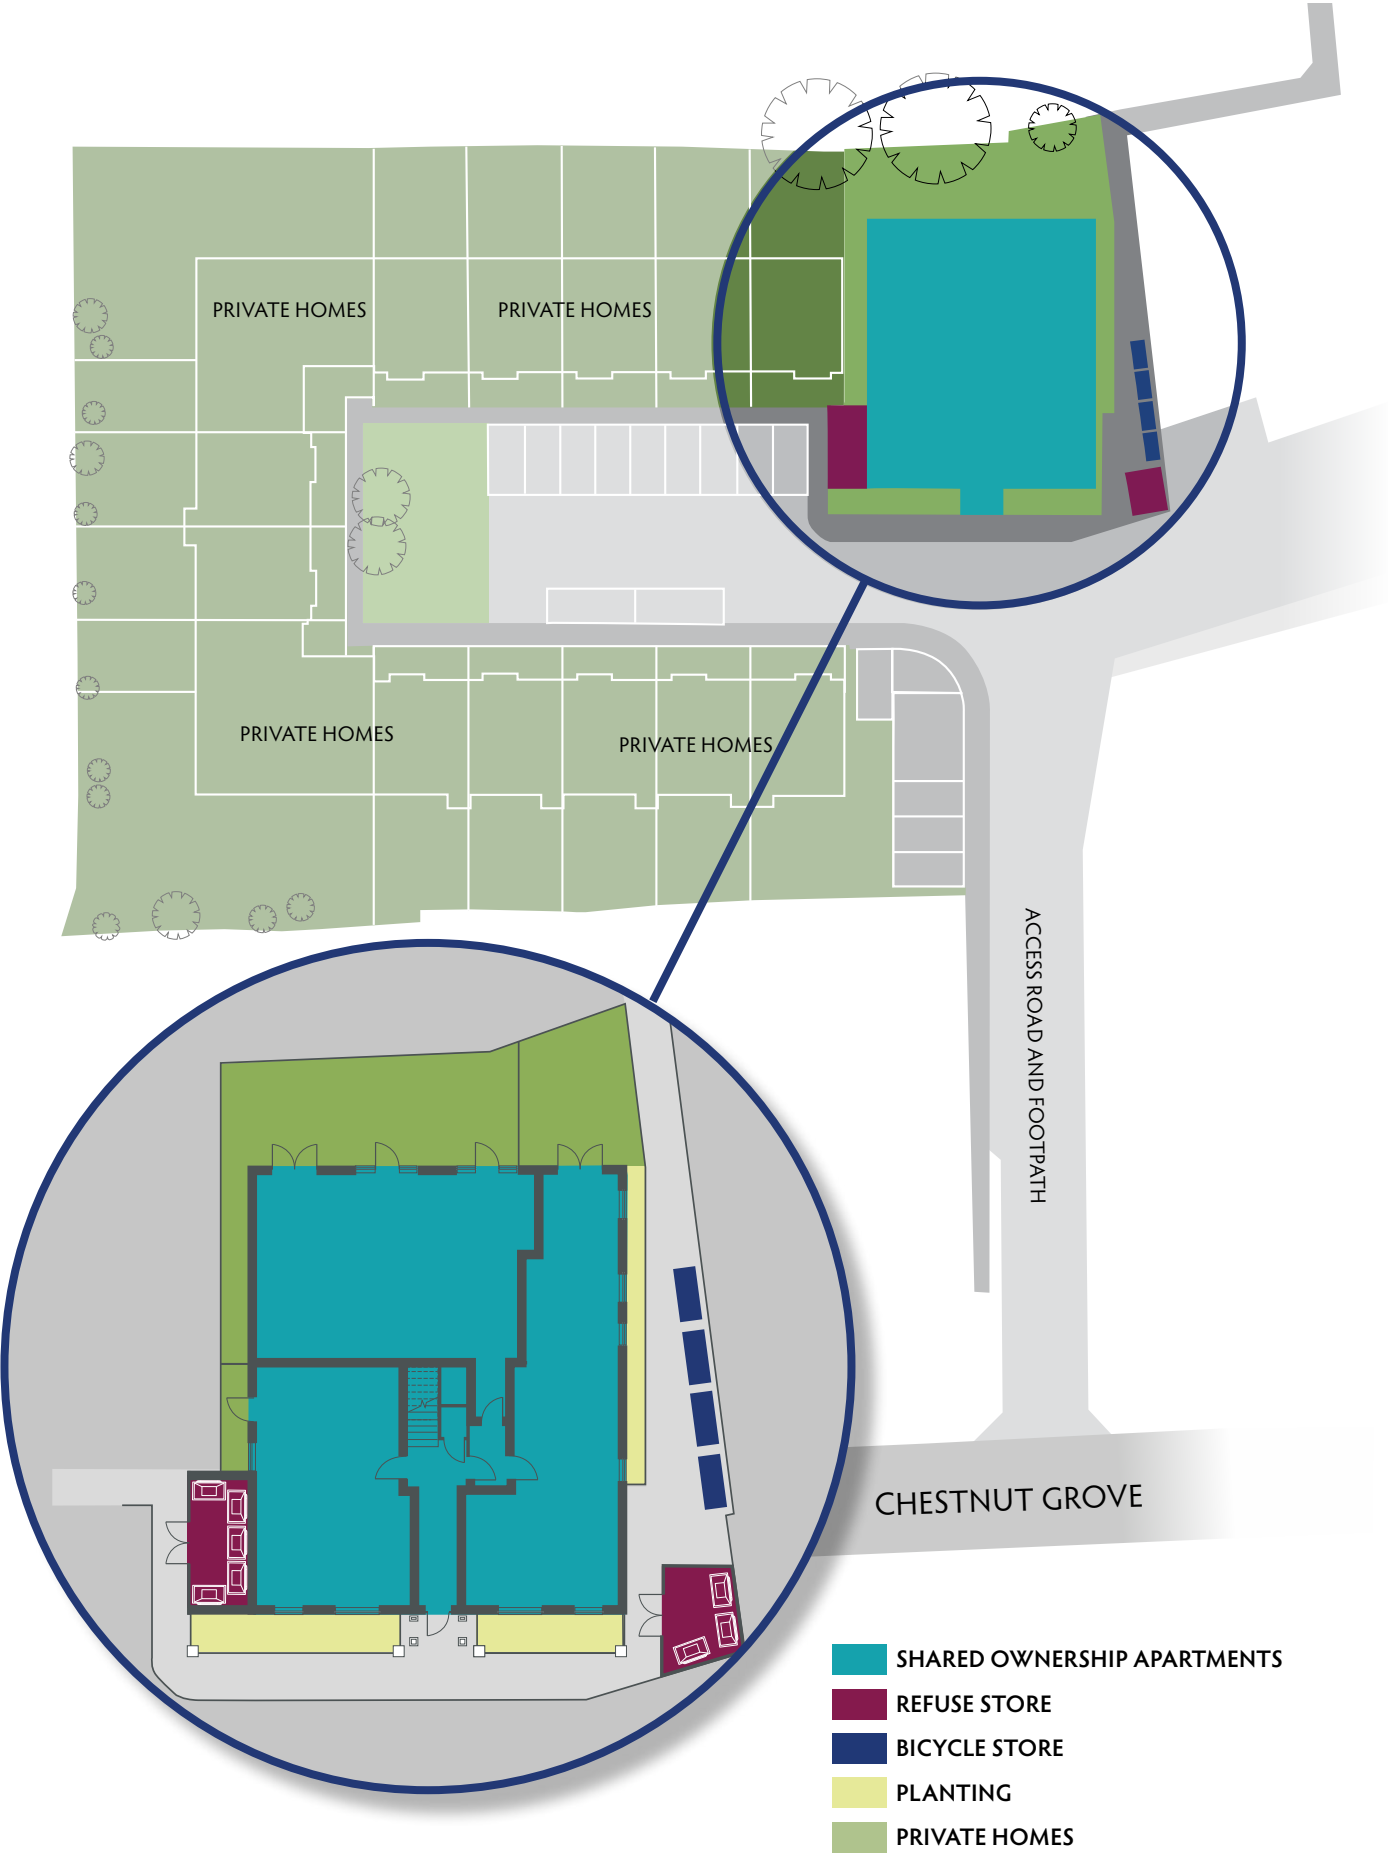 PRIVATE HOMES
PRIVATE HOMES
PRIVATE HOMES
PRIVATE HOMES
ACCESS ROAD AND FOOTPATH
CHESTNUT GROVE
SHARED OWNERSHIP APARTMENTS
REFUSE STORE
BICYCLE STORE
PLANTING
PRIVATE HOMES